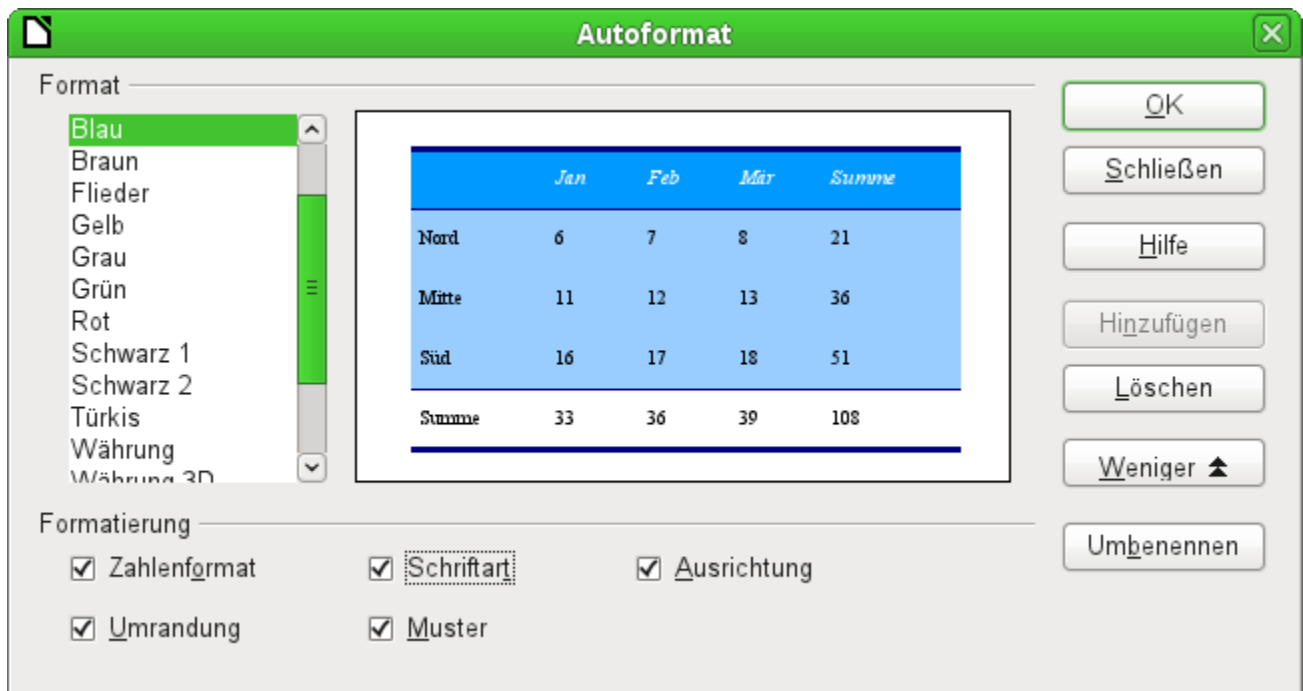 Autoformat
Format
Blau
Braun
Flieder
Gelb
Grau
Grün
Rot
Schwarz 1
Schwarz 2
Türkis
Währung
Währung 3D
Jan Feb Mär Summe
Nord 6 7 8 21
Mitte 11 12 13 36
Süd 16 17 18 51
Summe 33 36 39 108
OK
Schließen
Hilfe
Hinzufügen
Löschen
Weniger
Umbenennen
Formatierung
Zahlenformat Schriftart Ausrichtung
Umrandung Muster